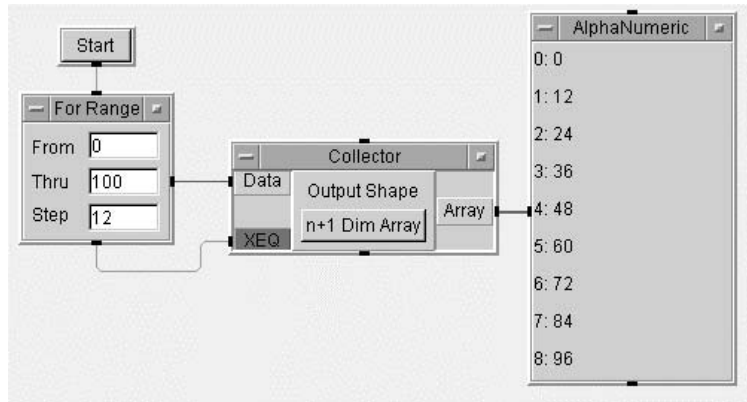 Start
For Range
From 0
Thru 100
Step 12
Collector
Data
Output Shape
n+1 Dim Array
XEQ
Array
AlphaNumeric
0: 0
1: 12
2: 24
3: 36
4: 48
5: 60
6: 72
7: 84
8: 96